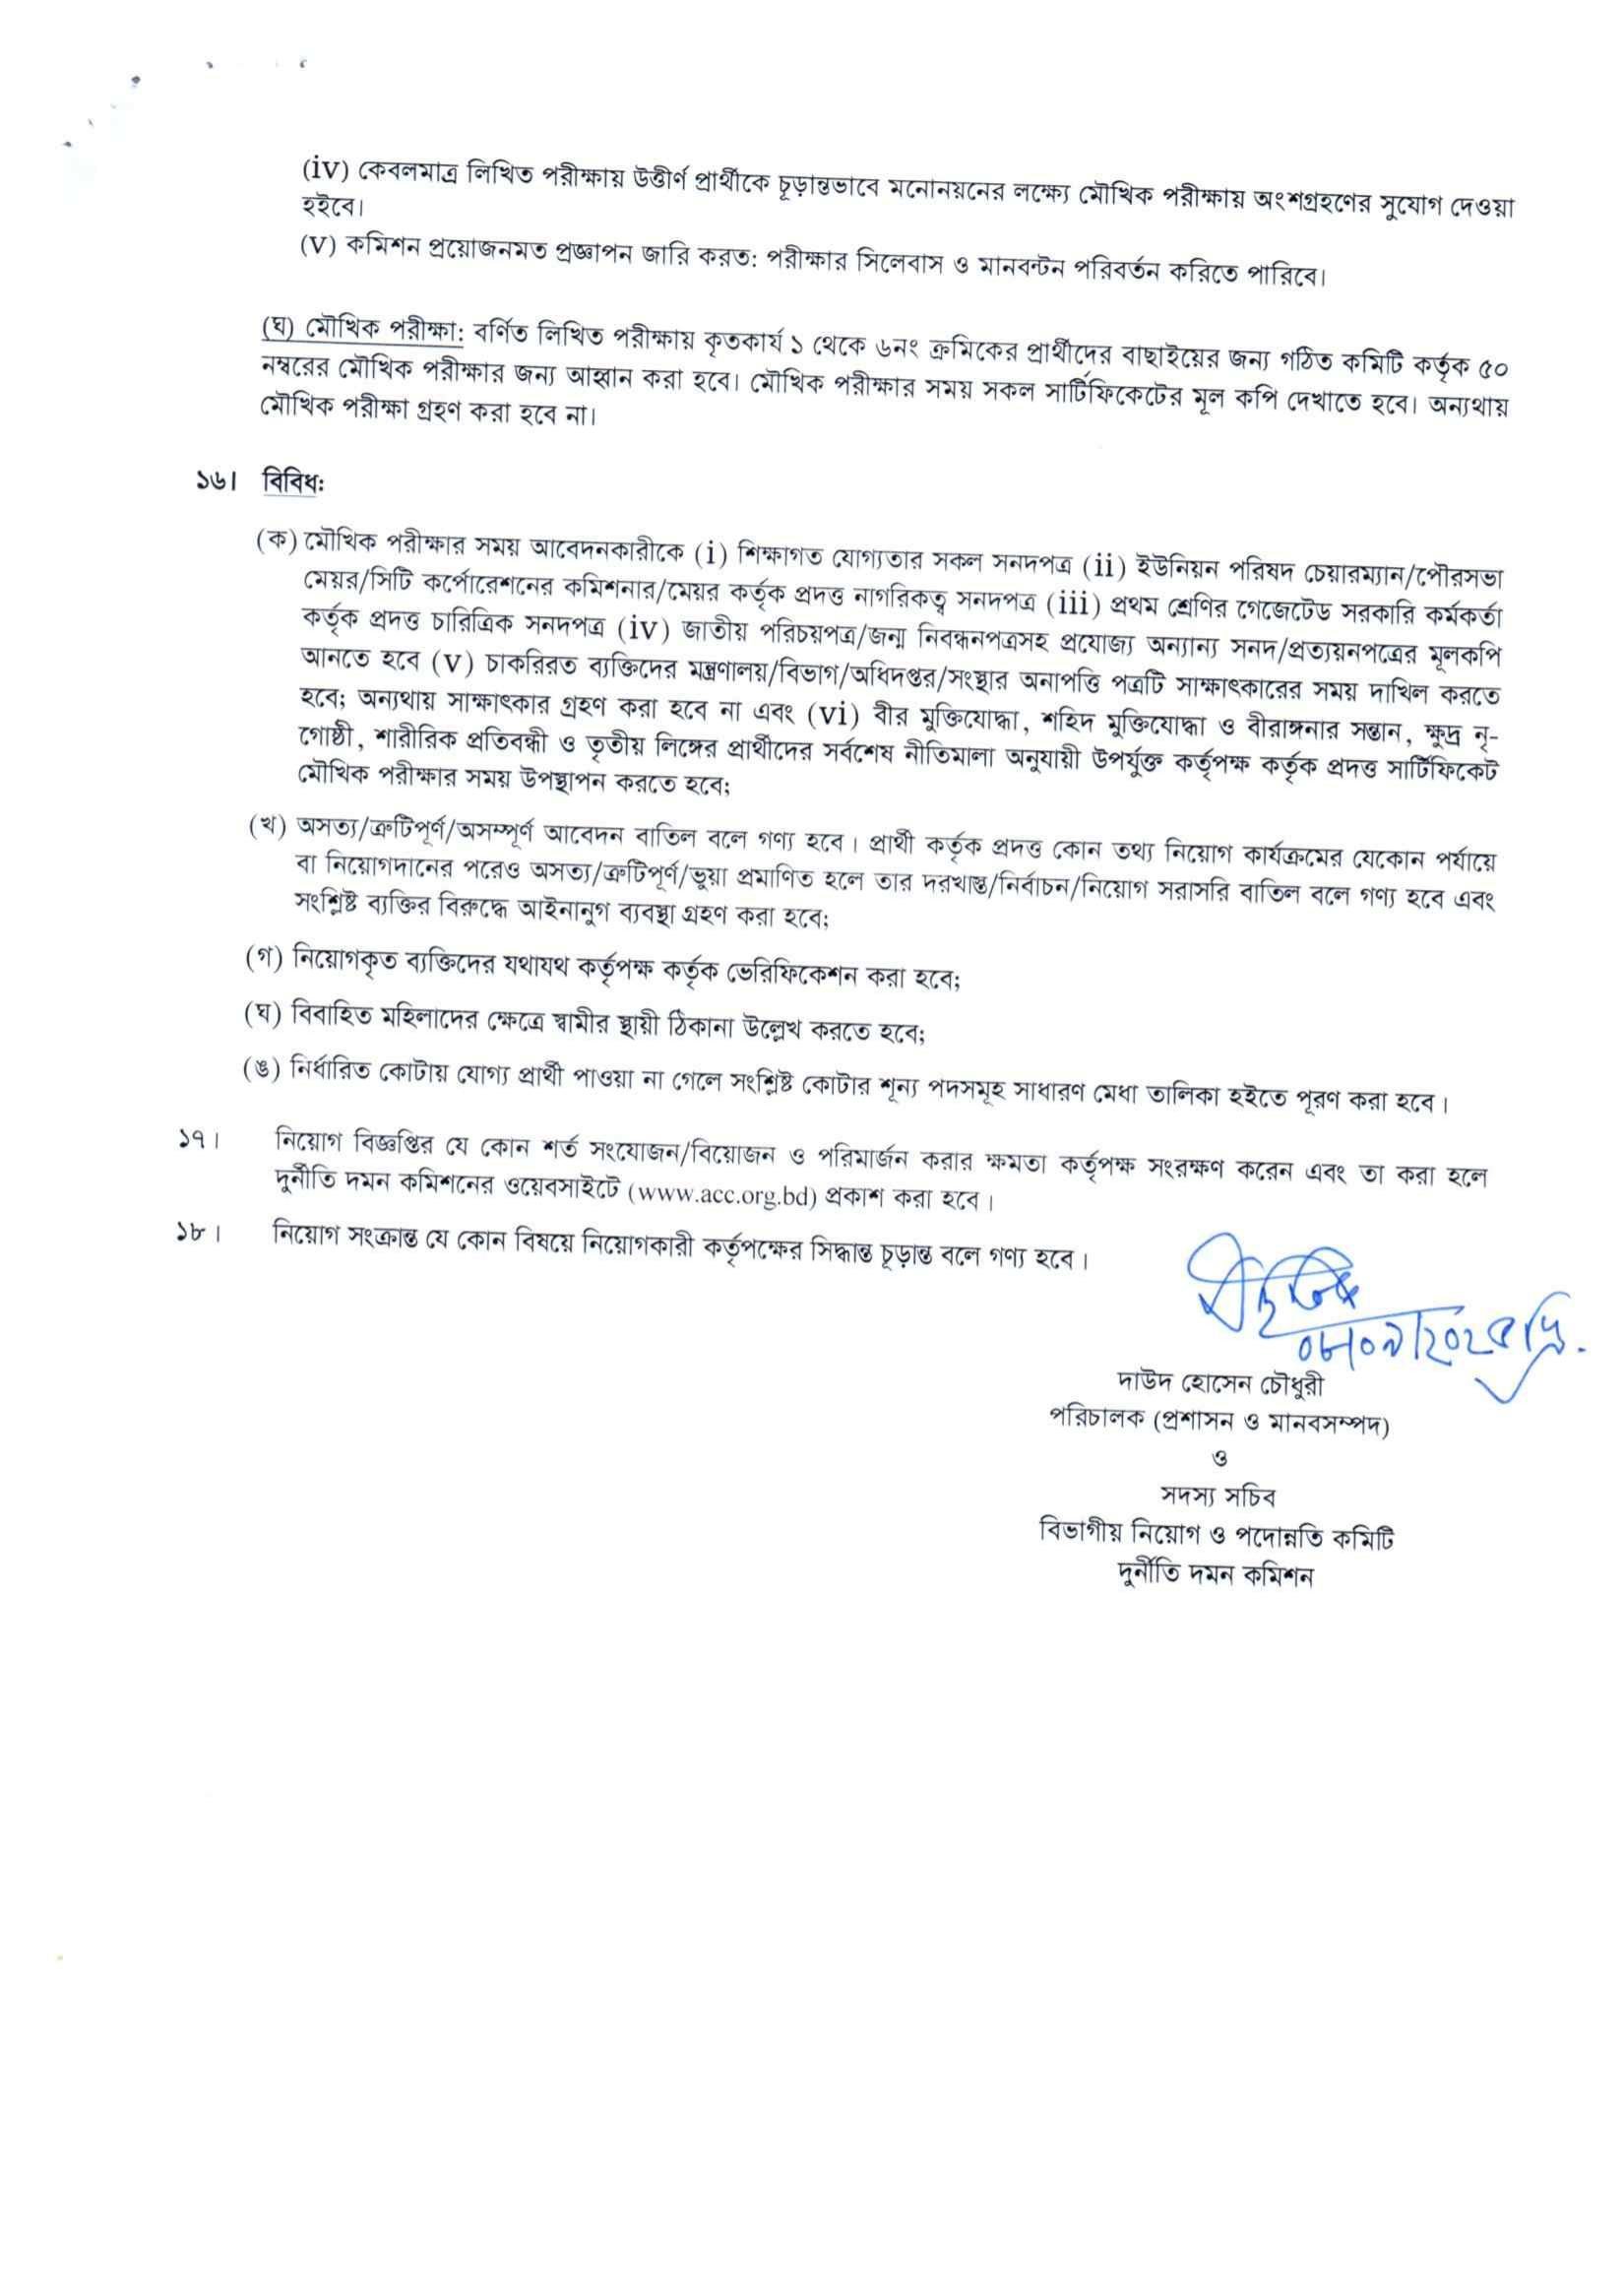 (iv) কেবলমাত্র লিখিত পরীক্ষায় উত্তীর্ণ প্রার্থীকে চূড়ান্তভাবে মনোনয়নের লক্ষ্যে মৌখিক পরীক্ষায় অংশগ্রহণের সুযোগ দেওয়া
হইবে।
(v) কমিশন প্রয়োজনমত প্রজ্ঞাপন জারি করত: পরীক্ষার সিলেবাস ও মানবন্টন পরিবর্তন করিতে পারিবে।
(ঘ) মৌখিক পরীক্ষা: বর্ণিত লিখিত পরীক্ষায় কৃতকার্য ১ থেকে ৬নং ক্রমিকের প্রার্থীদের বাছাইয়ের জন্য গঠিত কমিটি কর্তৃক ৫০
নম্বরের মৌখিক পরীক্ষার জন্য আহ্বান করা হবে। মৌখিক পরীক্ষার সময় সকল সার্টিফিকেটের মূল কপি দেখাতে হবে। অন্যথায়
মৌখিক পরীক্ষা গ্রহণ করা হবে না।
১৬। বিবিধঃ
(ক) মৌখিক পরীক্ষার সময় আবেদনকারীকে (i) শিক্ষাগত যোগ্যতার সকল সনদপত্র (ii) ইউনিয়ন পরিষদ চেয়ারম্যান/পৌরসভা
মেয়র/সিটি কর্পোরেশনের কমিশনার/মেয়র কর্তৃক প্রদত্ত নাগরিকত্ব সনদপত্র (iii) প্রথম শ্রেণির গেজেটেড সরকারি কর্মকর্তা
কর্তৃক প্রদত্ত চারিত্রিক সনদপত্র (iv) জাতীয় পরিচয়পত্র/জন্ম নিবন্ধনপত্রসহ প্রযোজ্য অন্যান্য সনদ/প্রত্যয়নপত্রের মূলকপি
আনতে হবে (v) চাকরিরত ব্যক্তিদের মন্ত্রণালয়/বিভাগ/অধিদপ্তর/সংস্থার অনাপত্তি পত্রটি সাক্ষাৎকারের সময় দাখিল করতে
হবে; অন্যথায় সাক্ষাৎকার গ্রহণ করা হবে না এবং (vi) বীর মুক্তিযোদ্ধা, শহিদ মুক্তিযোদ্ধা ও বীরাঙ্গনার সন্তান, ক্ষুদ্র নৃ-
গোষ্ঠী, শারীরিক প্রতিবন্ধী ও তৃতীয় লিঙ্গের প্রার্থীদের সর্বশেষ নীতিমালা অনুযায়ী উপর্যুক্ত কর্তৃপক্ষ কর্তৃক প্রদত্ত সার্টিফিকেট
মৌখিক পরীক্ষার সময় উপস্থাপন করতে হবে;
(খ) অসত্য/ত্রুটিপূর্ণ/অসম্পূর্ণ আবেদন বাতিল বলে গণ্য হবে। প্রার্থী কর্তৃক প্রদত্ত কোন তথ্য নিয়োগ কার্যক্রমের যেকোন পর্যায়ে
বা নিয়োগদানের পরেও অসত্য/ত্রুটিপূর্ণ/ভুয়া প্রমাণিত হলে তার দরখাস্ত/নির্বাচন/নিয়োগ সরাসরি বাতিল বলে গণ্য হবে এবং
সংশ্লিষ্ট ব্যক্তির বিরুদ্ধে আইনানুগ ব্যবস্থা গ্রহণ করা হবে;
(গ) নিয়োগকৃত ব্যক্তিদের যথাযথ কর্তৃপক্ষ কর্তৃক ভেরিফিকেশন করা হবে;
(ঘ) বিবাহিত মহিলাদের ক্ষেত্রে স্বামীর স্থায়ী ঠিকানা উল্লেখ করতে হবে;
(ঙ) নির্ধারিত কোটায় যোগ্য প্রার্থী পাওয়া না গেলে সংশ্লিষ্ট কোটার শূন্য পদসমূহ সাধারণ মেধা তালিকা হইতে পূরণ করা হবে।
১৭। নিয়োগ বিজ্ঞপ্তির যে কোন শর্ত সংযোজন/বিয়োজন ও পরিমার্জন করার ক্ষমতা কর্তৃপক্ষ সংরক্ষণ করেন এবং তা করা হলে
দুর্নীতি দমন কমিশনের ওয়েবসাইটে (www.acc.org.bd) প্রকাশ করা হবে।
১৮। নিয়োগ সংক্রান্ত যে কোন বিষয়ে নিয়োগকারী কর্তৃপক্ষের সিদ্ধান্ত চূড়ান্ত বলে গণ্য হবে।
০৮/০৯/২০২৫
দাউদ হোসেন চৌধুরী
পরিচালক (প্রশাসন ও মানবসম্পদ)
ও
সদস্য সচিব
বিভাগীয় নিয়োগ ও পদোন্নতি কমিটি
দুর্নীতি দমন কমিশন